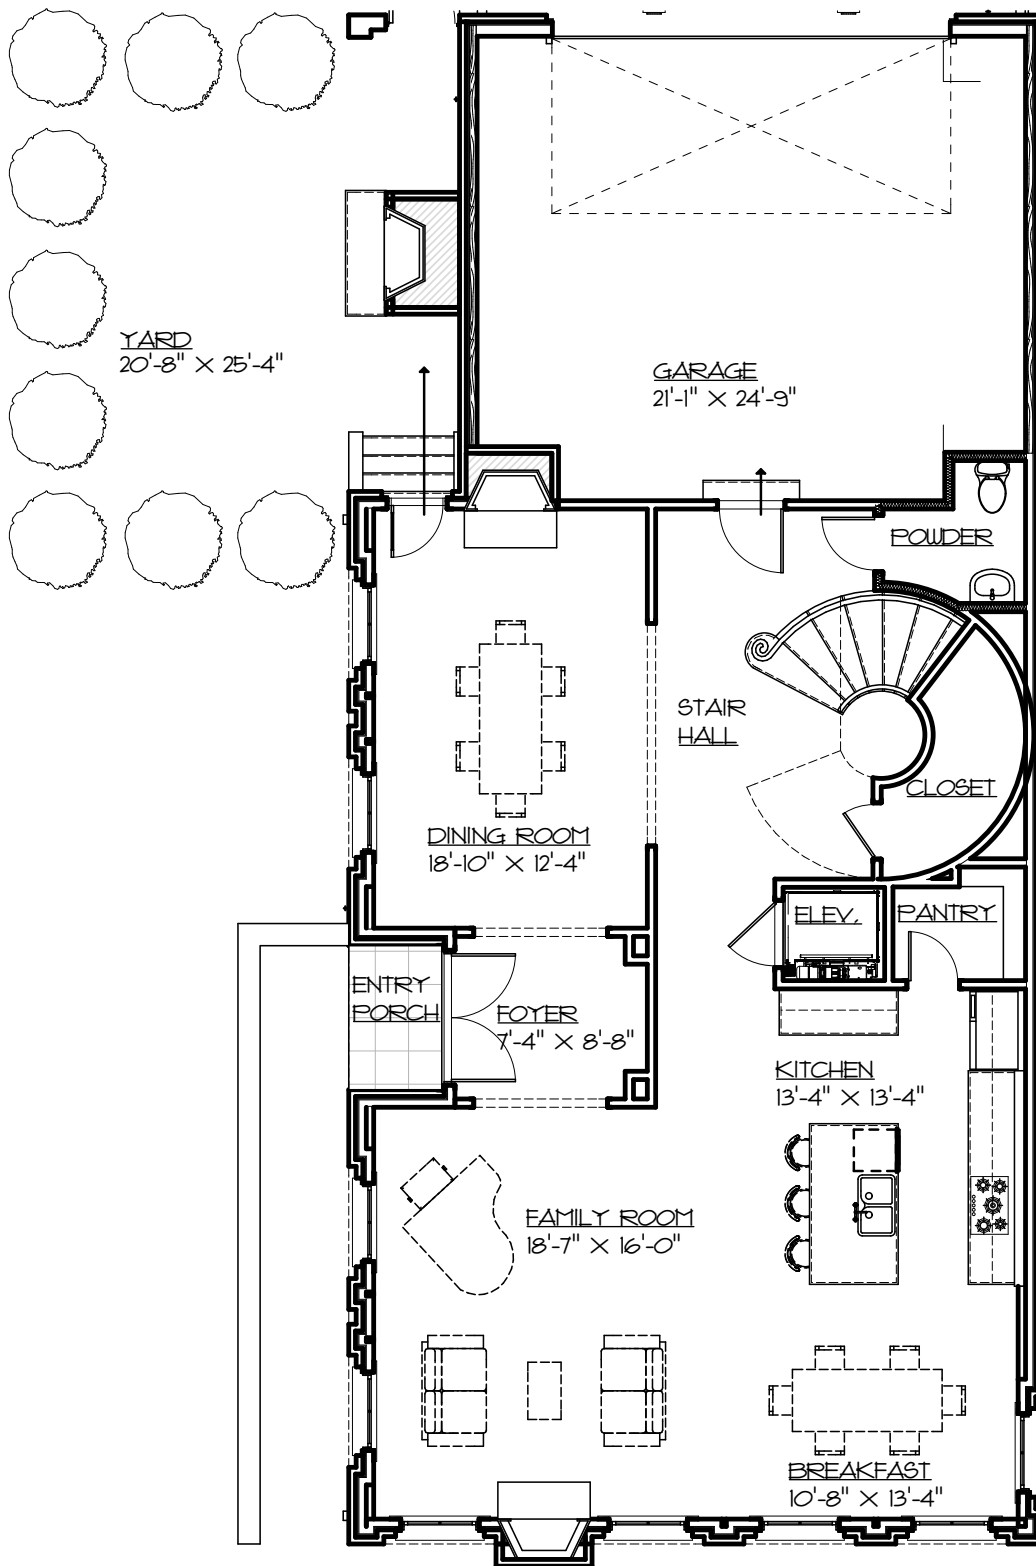 YARD
20'-8" X 25'-4"
GARAGE
21'-1" X 24'-9"
POWDER
STAIR
HALL
CLOSET
DINING ROOM
18'-10" X 12'-4"
ELEV.
PANTRY
ENTRY
PORCH
FOYER
7'-4" X 8'-8"
KITCHEN
13'-4" X 13'-4"
FAMILY ROOM
18'-7" X 16'-0"
BREAKFAST
10'-8" X 13'-4"